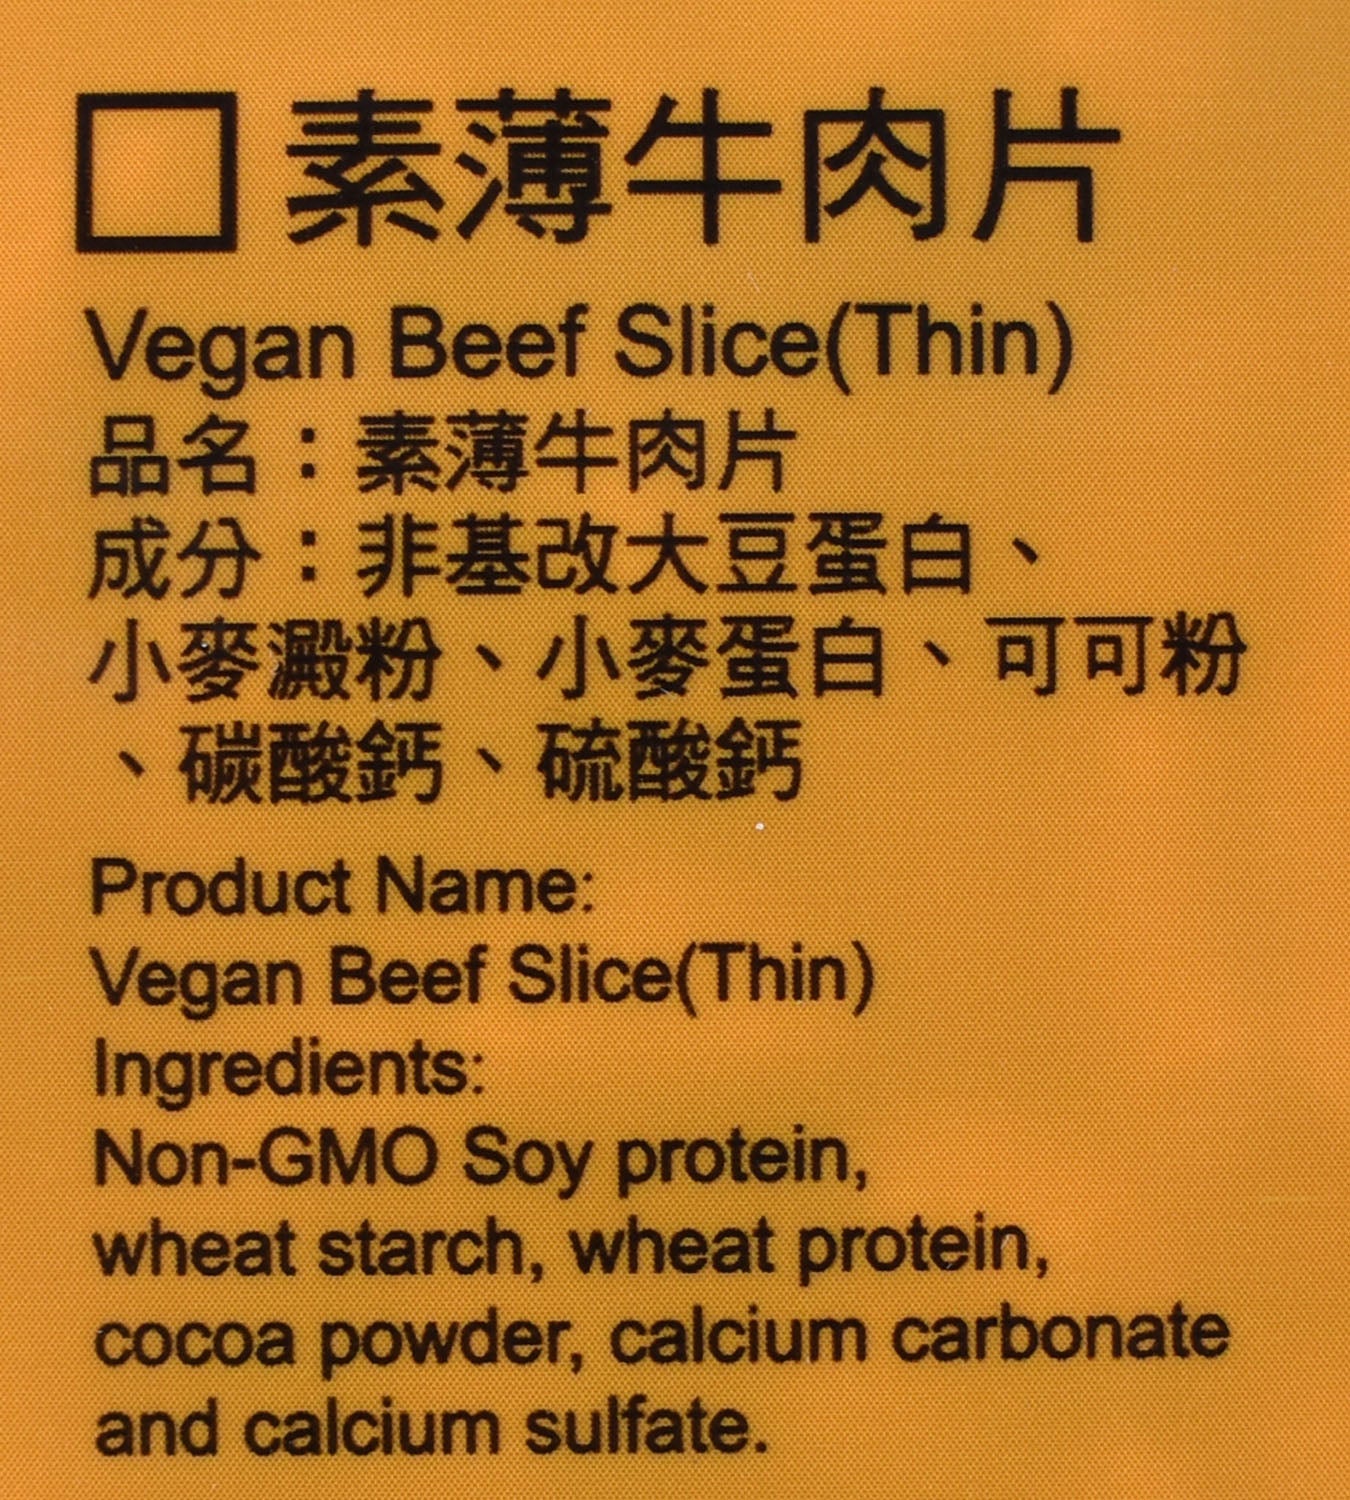 □素薄牛肉片
Vegan Beef Slice(Thin)
品名：素薄牛肉片
成分：非基改大豆蛋白、
小麥澱粉、小麥蛋白、可可粉
、碳酸鈣、硫酸鈣
Product Name:
Vegan Beef Slice(Thin)
Ingredients:
Non-GMO Soy protein,
wheat starch, wheat protein,
cocoa powder, calcium carbonate
and calcium sulfate.